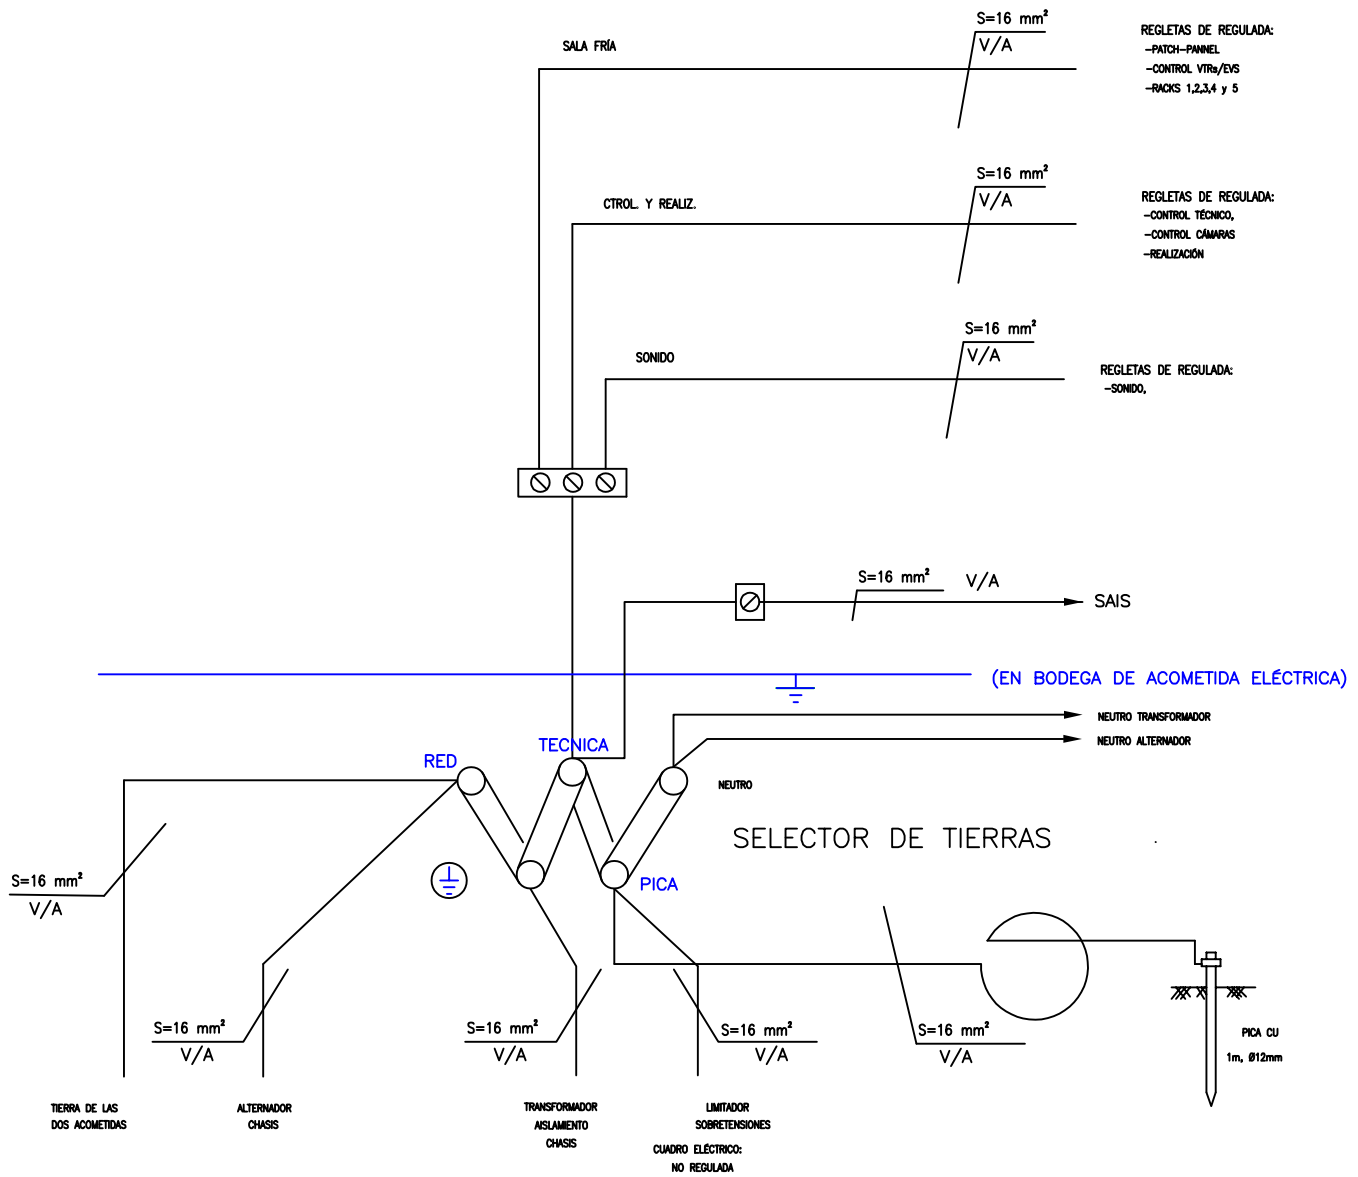 SALA FRÍA
S=16 mm²
V/A
REGLETAS DE REGULADA:
-PATCH-PANNEL
-CONTROL VTRs/EVS
-RACKS 1,2,3,4 y 5
CTROL. Y REALIZ.
S=16 mm²
V/A
REGLETAS DE REGULADA:
-CONTROL TÉCNICO,
-CONTROL CÁMARAS
-REALIZACIÓN
SONIDO
S=16 mm²
V/A
REGLETAS DE REGULADA:
-SONIDO,
S=16 mm² V/A
SAIS
(EN BODEGA DE ACOMETIDA ELÉCTRICA)
NEUTRO TRANSFORMADOR
NEUTRO ALTERNADOR
TECNICA
RED
NEUTRO
SELECTOR DE TIERRAS
PICA
S=16 mm²
V/A
S=16 mm²
V/A
S=16 mm²
V/A
S=16 mm²
V/A
S=16 mm²
V/A
PICA CU
1m, Ø12mm
TIERRA DE LAS
DOS ACOMETIDAS
ALTERNADOR
CHASIS
TRANSFORMADOR
AISLAMIENTO
CHASIS
LIMITADOR
SOBRETENSIONES
CUADRO ELÉCTRICO:
NO REGULADA